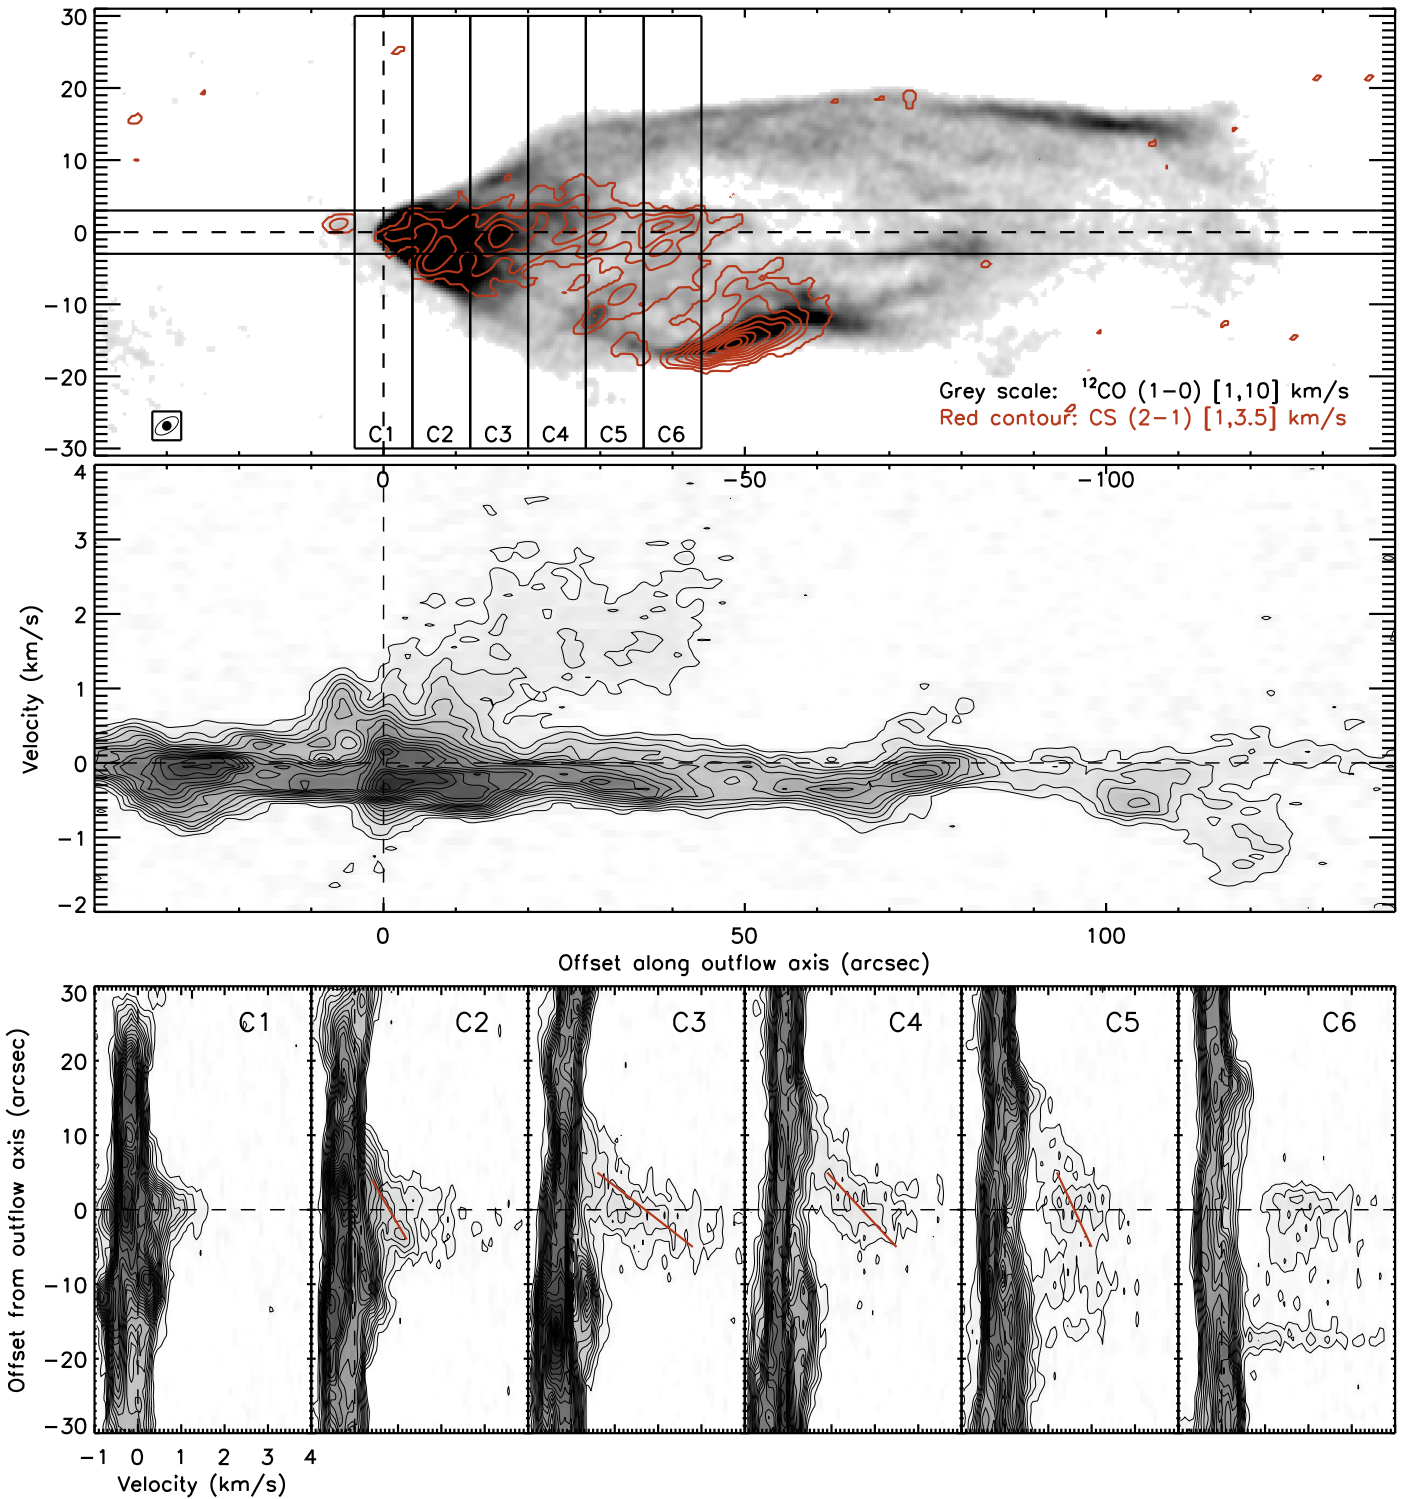 30
20
10
0
−10
−20
−30
C1 C2 C3 C4 C5 C6
Grey scale: ¹²CO (1−0) [1,10] km/s
Red contour: CS (2−1) [1,3.5] km/s
0 −50 −100
4
3
2
1
0
−1
−2
Velocity (km/s)
0 50 100
Offset along outflow axis (arcsec)
C1 C2 C3 C4 C5 C6
30
20
10
0
−10
−20
−30
Offset from outflow axis (arcsec)
−1 0 1 2 3 4
Velocity (km/s)